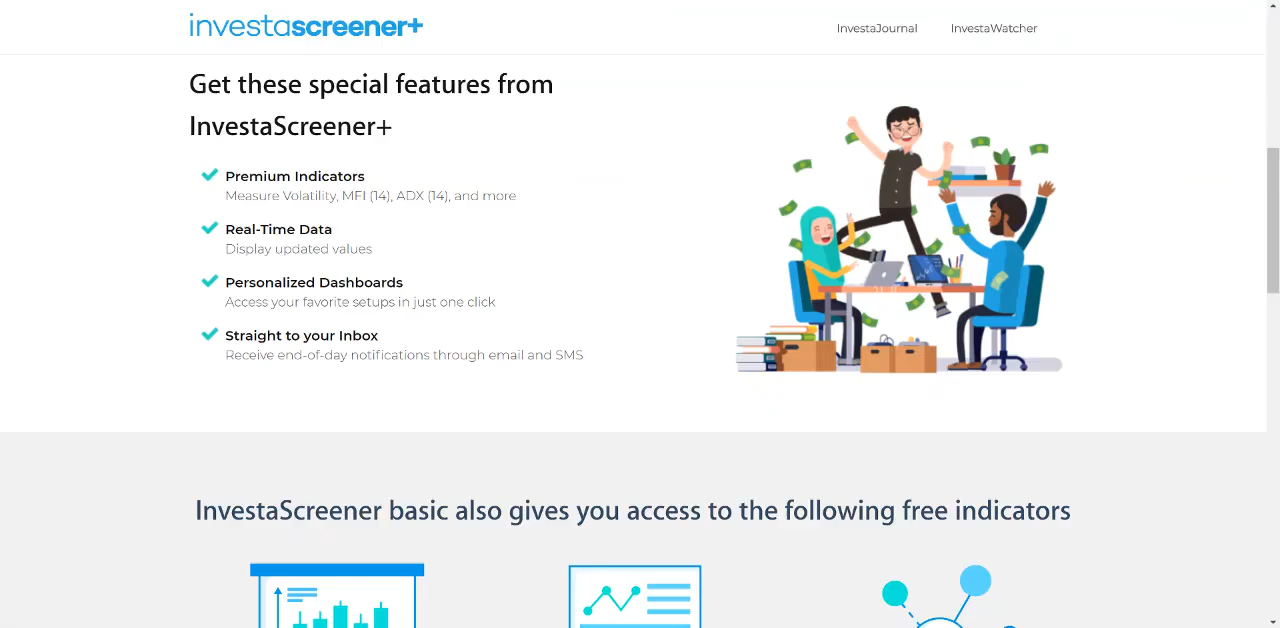 investascreener+
InvestaJournal
InvestaWatcher
Get these special features from
InvestaScreener+
Premium Indicators
Measure Volatility, MFI (14), ADX (14), and more
Real-Time Data
Display updated values
Personalized Dashboards
Access your favorite setups in just one click
Straight to your Inbox
Receive end-of-day notifications through email and SMS
InvestaScreener basic also gives you access to the following free indicators